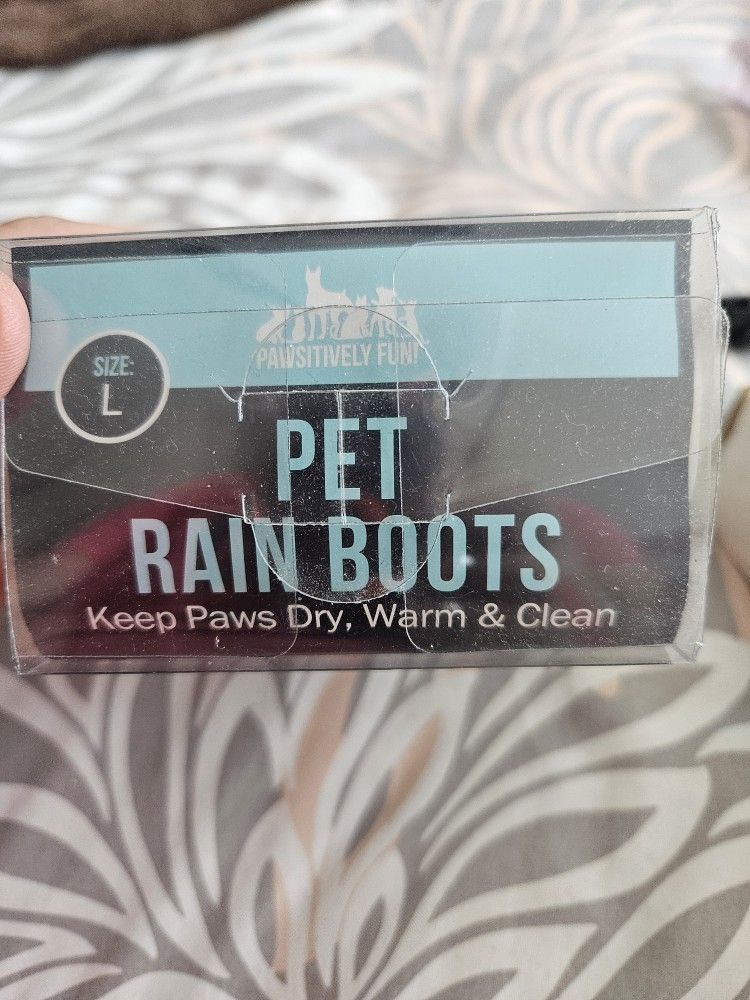 PAWSITIVELY FUN!
SIZE:
L
PET
RAIN BOOTS
Keep Paws Dry, Warm & Clean